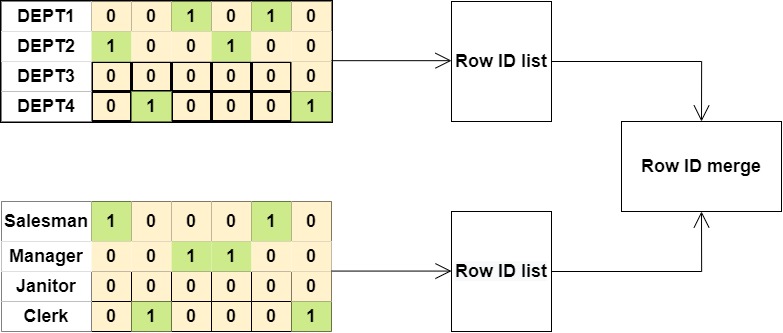 DEPT1 0 0 1 0 1 0
DEPT2 1 0 0 1 0 0
DEPT3 0 0 0 0 0 0
DEPT4 0 1 0 0 0 1
Row ID list
Row ID merge
Salesman 1 0 0 0 1 0
Manager 0 0 1 1 0 0
Janitor 0 0 0 0 0 0
Clerk 0 1 0 0 0 1
Row ID list